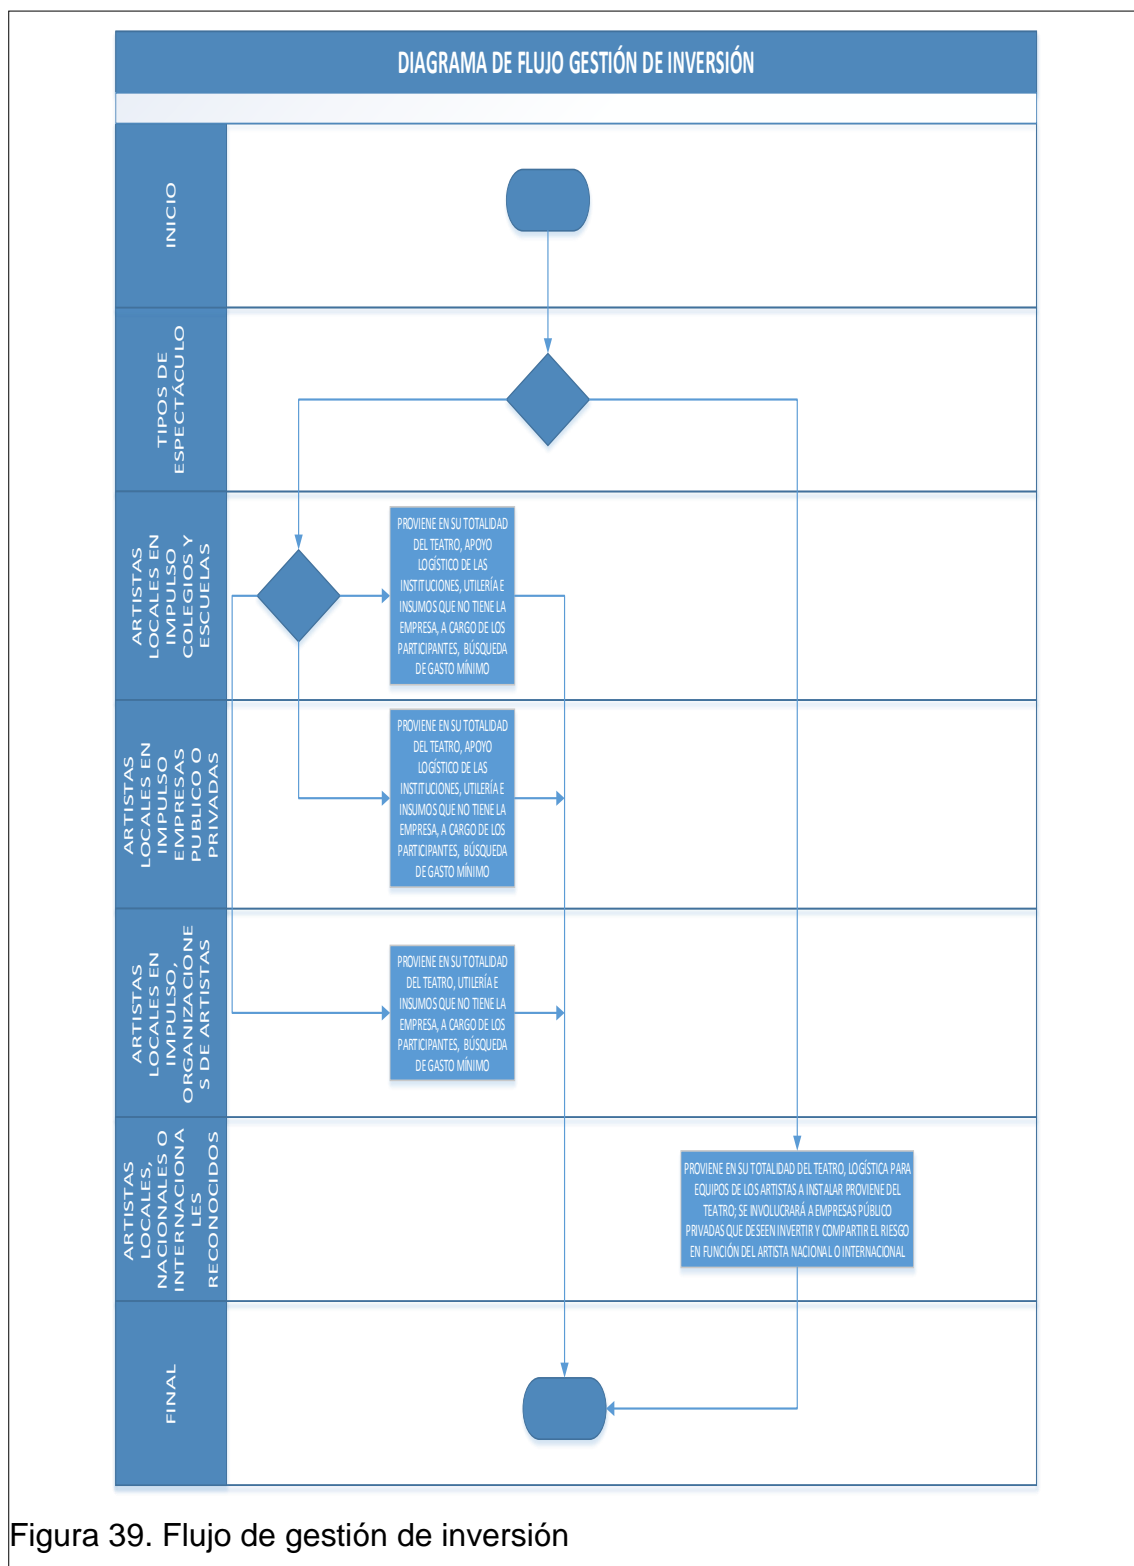 DIAGRAMA DE FLUJO GESTIÓN DE INVERSIÓN
INICIO
TIPOS DE
ESPECTÁCULO
ARTISTAS
LOCALES EN
IMPULSO
COLEGIOS Y
ESCUELAS
PROVIENE EN SU TOTALIDAD
DEL TEATRO, APOYO
LOGÍSTICO DE LAS
INSTITUCIONES, UTILERÍA E
INSUMOS QUE NO TIENE LA
EMPRESA, A CARGO DE LOS
PARTICIPANTES, BÚSQUEDA
DE GASTO MÍNIMO
ARTISTAS
LOCALES EN
IMPULSO
EMPRESAS
PUBLICO O
PRIVADAS
PROVIENE EN SU TOTALIDAD
DEL TEATRO, APOYO
LOGÍSTICO DE LAS
INSTITUCIONES, UTILERÍA E
INSUMOS QUE NO TIENE LA
EMPRESA, A CARGO DE LOS
PARTICIPANTES, BÚSQUEDA
DE GASTO MÍNIMO
ARTISTAS
LOCALES EN
IMPULSO,
ORGANIZACIONE
S DE ARTISTAS
PROVIENE EN SU TOTALIDAD
DEL TEATRO, UTILERÍA E
INSUMOS QUE NO TIENE LA
EMPRESA, A CARGO DE LOS
PARTICIPANTES, BÚSQUEDA
DE GASTO MÍNIMO
ARTISTAS
LOCALES,
NACIONALES O
INTERNACIONA
LES
RECONOCIDOS
PROVIENE EN SU TOTALIDAD DEL TEATRO, LOGÍSTICA PARA
EQUIPOS DE LOS ARTISTAS A INSTALAR PROVIENE DEL
TEATRO; SE INVOLUCRARÁ A EMPRESAS PÚBLICO
PRIVADAS QUE DESEEN INVERTIR Y COMPARTIR EL RIESGO
EN FUNCIÓN DEL ARTISTA NACIONAL O INTERNACIONAL
FINAL
Figura 39. Flujo de gestión de inversión